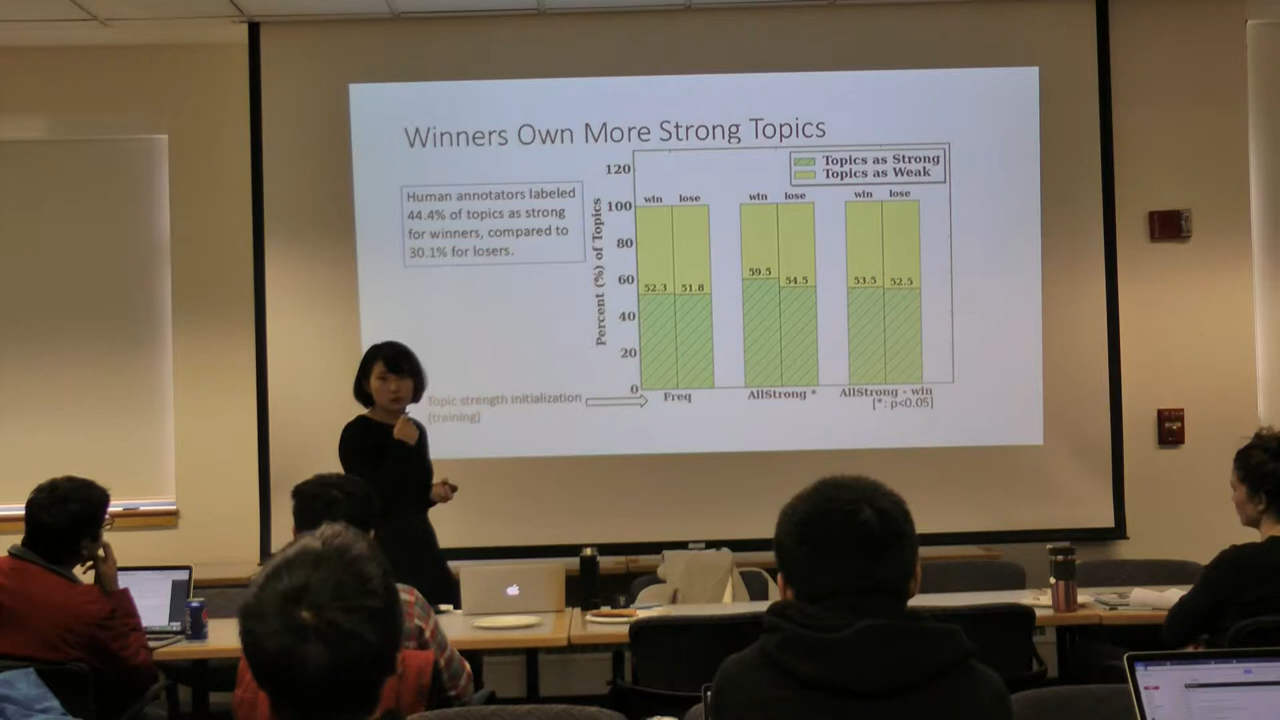 Winners Own More Strong Topics
Human annotators labeled
44.4% of topics as strong
for winners, compared to
30.1% for losers.
Topics as Strong
Topics as Weak
Percent (%) of Topics
120
100
80
60
40
20
0
win lose
win lose
win lose
52.3 51.8
59.5 54.5
53.5 52.5
Freq
AllStrong *
AllStrong - win
[*: p<0.05]
Topic strength Initialization
(training)